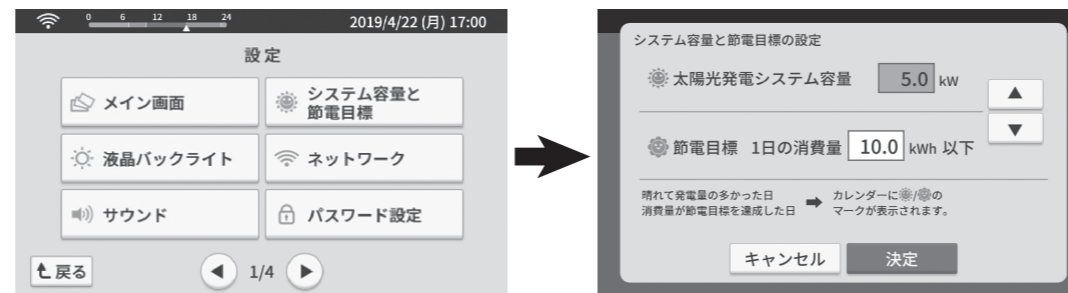 0 6 12 18 24
2019/4/22 (月) 17:00
設定
メイン画面
システム容量と
節電目標
液晶バックライト
ネットワーク
サウンド
パスワード設定
戻る
1/4
システム容量と節電目標の設定
太陽光発電システム容量 5.0 kW
節電目標 1日の消費量 10.0 kWh 以下
晴れて発電量の多かった日
消費量が節電目標を達成した日
カレンダーに / の
マークが表示されます。
キャンセル
決定